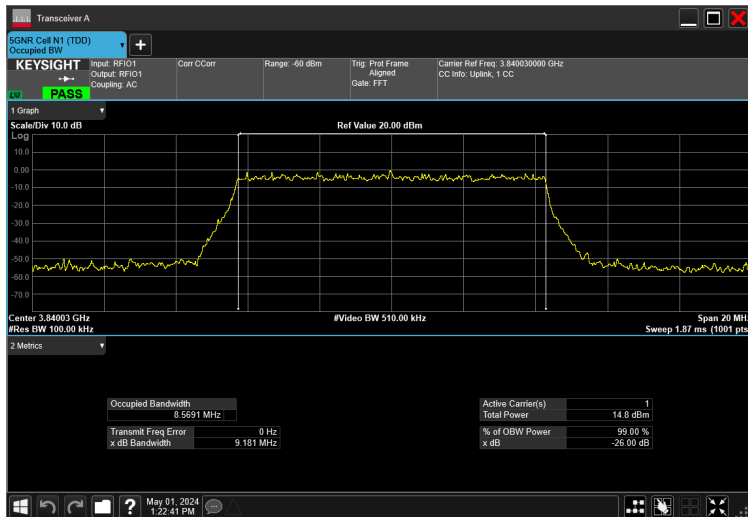 Transceiver A
5GNR Cell N1 (TDD)
Occupied BW
KEYSIGHT
LXI
PASS
Input: RFIO1
Output: RFIO1
Coupling: AC
Corr CCorr
Range: -60 dBm
Trig: Prot Frame
Aligned
Gate: FFT
Carrier Ref Freq: 3.840030000 GHz
CC Info: Uplink, 1 CC
1 Graph
Scale/Div 10.0 dB
Ref Value 20.00 dBm
Log
10.0
0.00
-10.0
-20.0
-30.0
-40.0
-50.0
-60.0
-70.0
Center 3.84003 GHz
#Video BW 510.00 kHz
Span 20 MHz
#Res BW 100.00 kHz
Sweep 1.87 ms (1001 pts
2 Metrics
Occupied Bandwidth
8.5691 MHz
Transmit Freq Error 0 Hz
x dB Bandwidth 9.181 MHz
Active Carrier(s) 1
Total Power 14.8 dBm
% of OBW Power 99.00 %
x dB -26.00 dB
?
May 01, 2024
1:22:41 PM